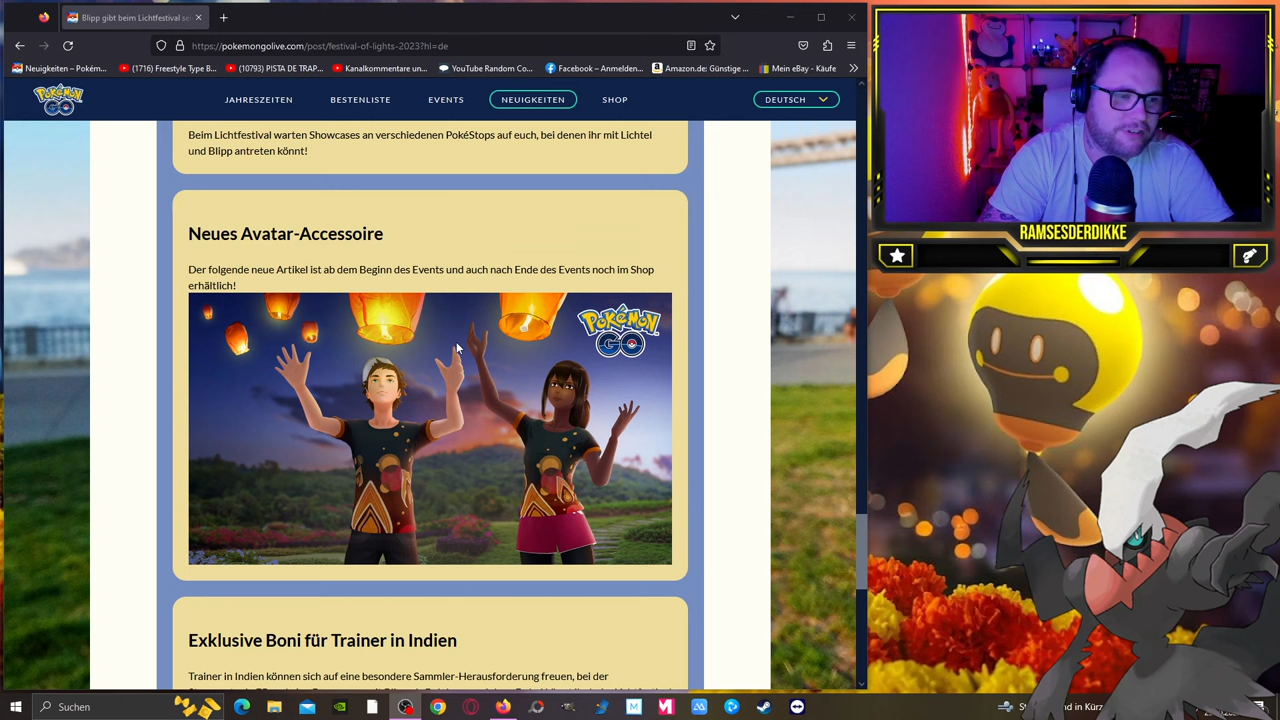 Blipp gibt beim Lichtfestival sei
https://pokemongolive.com/post/festival-of-lights-2023?hl=de
Neuigkeiten – Pokém...
(1716) Freestyle Type B...
(10793) PISTA DE TRAP...
Kanalkommentare un...
YouTube Random Co...
Facebook – Anmelden...
Amazon.de: Günstige ...
Mein eBay - Käufe
POKÉMON GO
JAHRESZEITEN
BESTENLISTE
EVENTS
NEUIGKEITEN
SHOP
DEUTSCH
Beim Lichtfestival warten Showcases an verschiedenen PokéStops auf euch, bei denen ihr mit Lichtel
und Blipp antreten könnt!
Neues Avatar-Accessoire
Der folgende neue Artikel ist ab dem Beginn des Events und auch nach Ende des Events noch im Shop
erhältlich!
POKÉMON
GO
Exklusive Boni für Trainer in Indien
Trainer in Indien können sich auf eine besondere Sammler-Herausforderung freuen, bei der
RAMSESDERDIKKE
Suchen